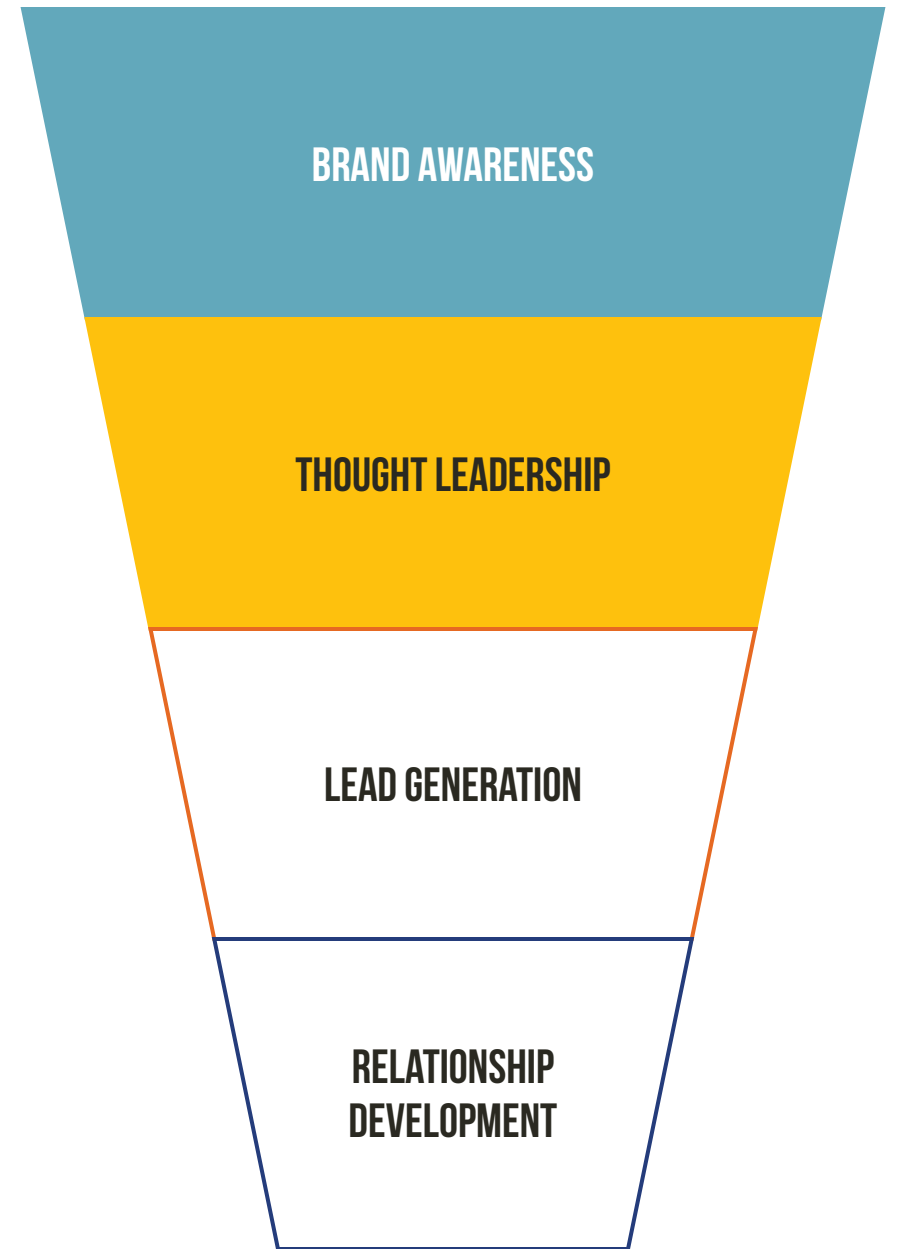 BRAND AWARENESS
THOUGHT LEADERSHIP
LEAD GENERATION
RELATIONSHIP
DEVELOPMENT